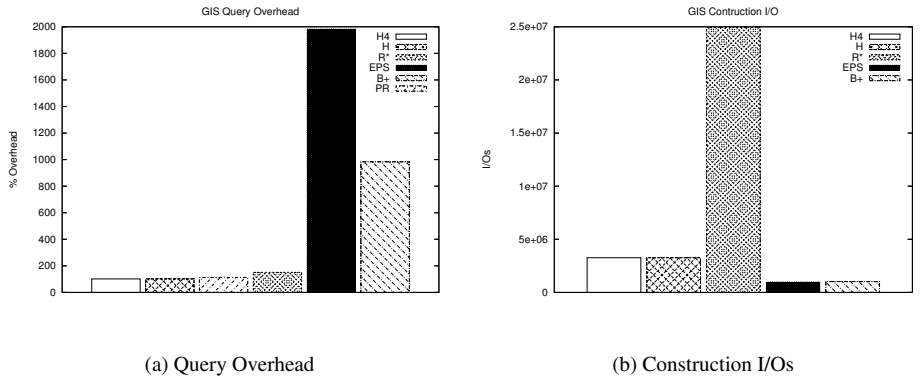 GIS Query Overhead
2000
1800
1600
1400
1200
1000
800
600
400
200
0
% Overhead
H4
H
R*
EPS
B+
PR
(a) Query Overhead
GIS Contruction I/O
2.5e+07
2e+07
1.5e+07
1e+07
5e+06
0
I/Os
H4
H
R*
EPS
B+
(b) Construction I/Os